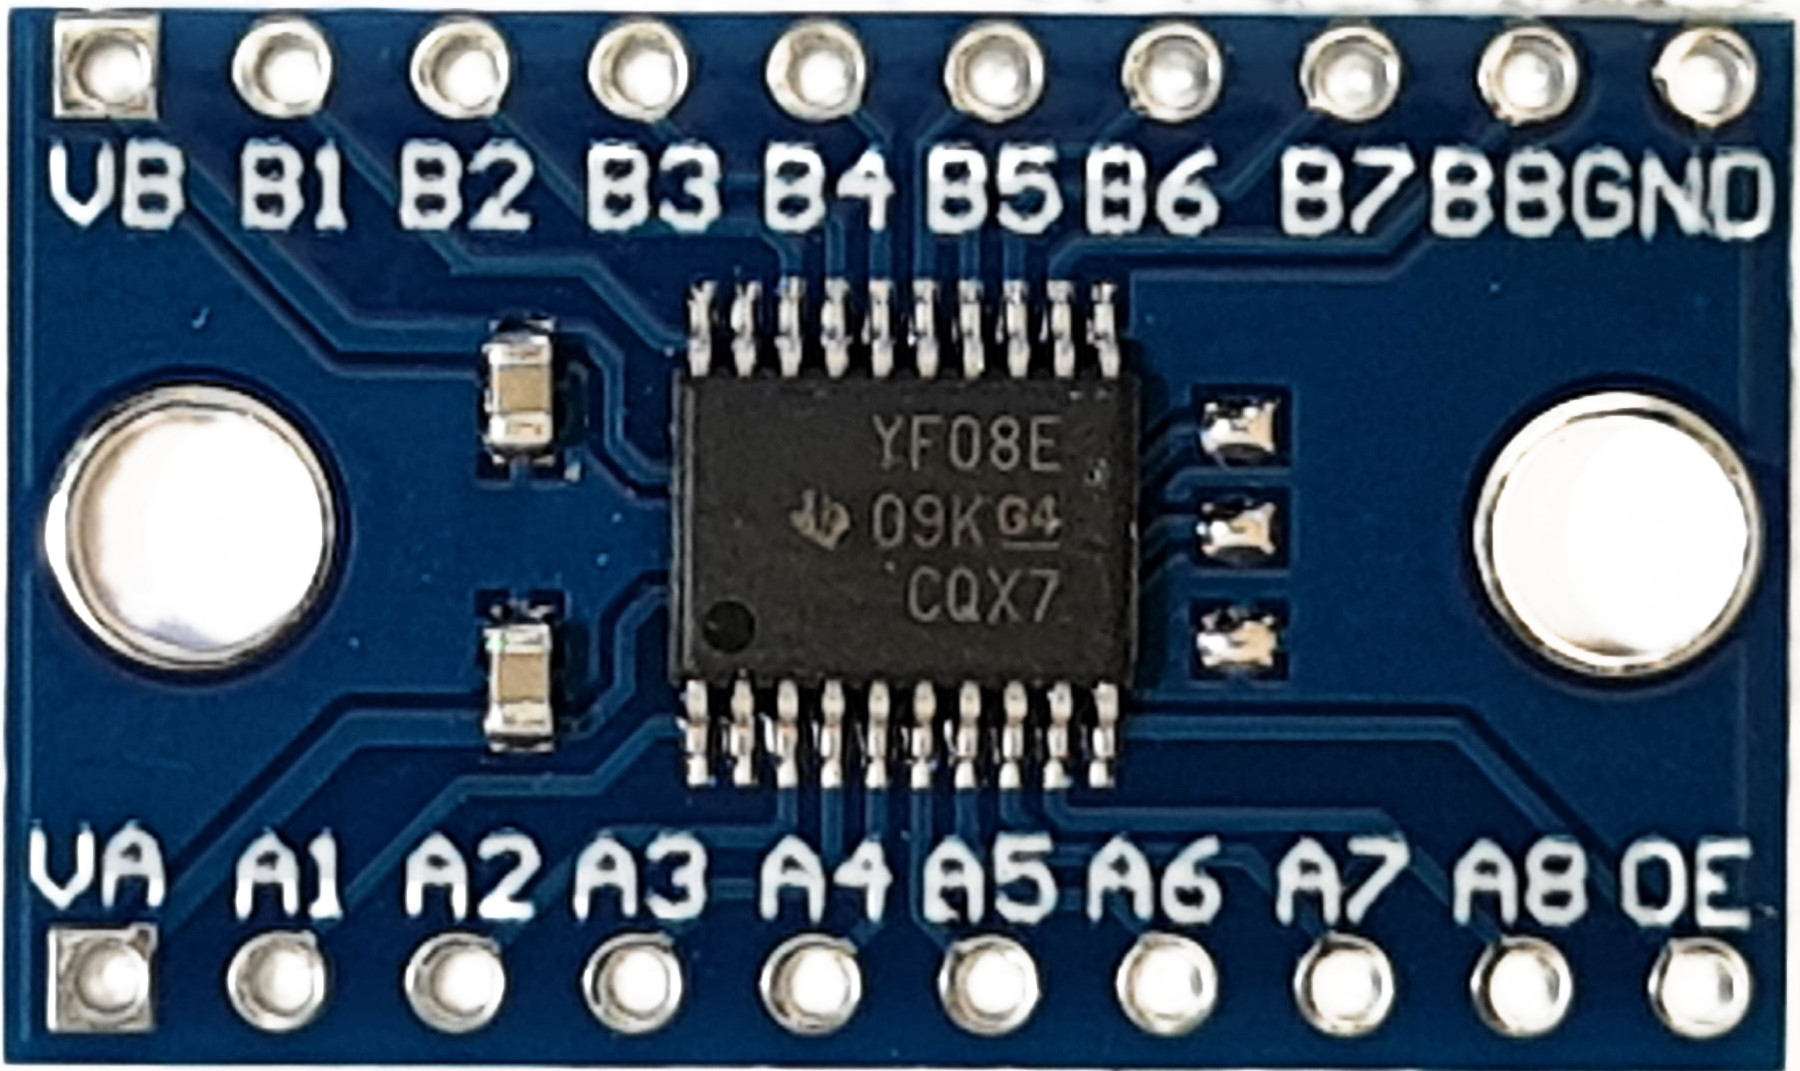 VB B1 B2 B3 B4 B5 B6 B7 B8 GND
YF08E
09K G4
CQX7
VA A1 A2 A3 A4 A5 A6 A7 A8 OE